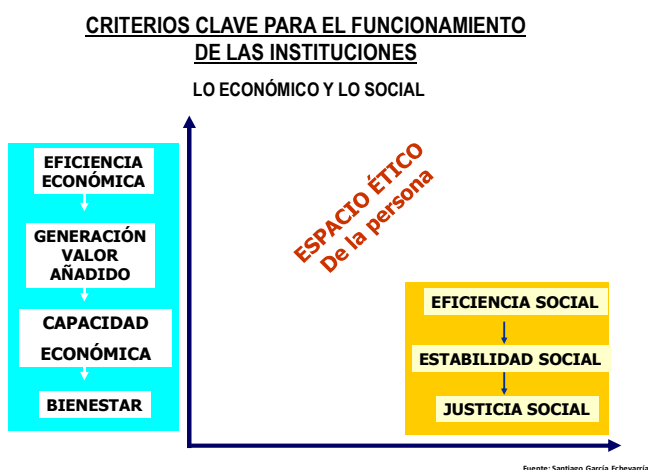 CRITERIOS CLAVE PARA EL FUNCIONAMIENTO
DE LAS INSTITUCIONES
LO ECONÓMICO Y LO SOCIAL
EFICIENCIA
ECONÓMICA
GENERACIÓN
VALOR
AÑADIDO
CAPACIDAD
ECONÓMICA
BIENESTAR
ESPACIO ÉTICO
De la persona
EFICIENCIA SOCIAL
ESTABILIDAD SOCIAL
JUSTICIA SOCIAL
Fuente: Santiago García Echevarría